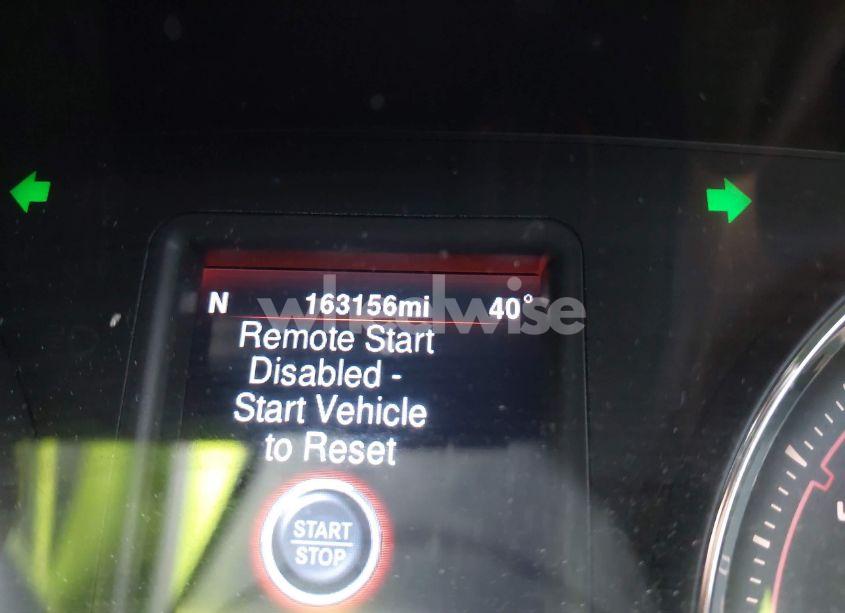 N 163156mi 40°
Remote Start
Disabled -
Start Vehicle
to Reset
START
STOP